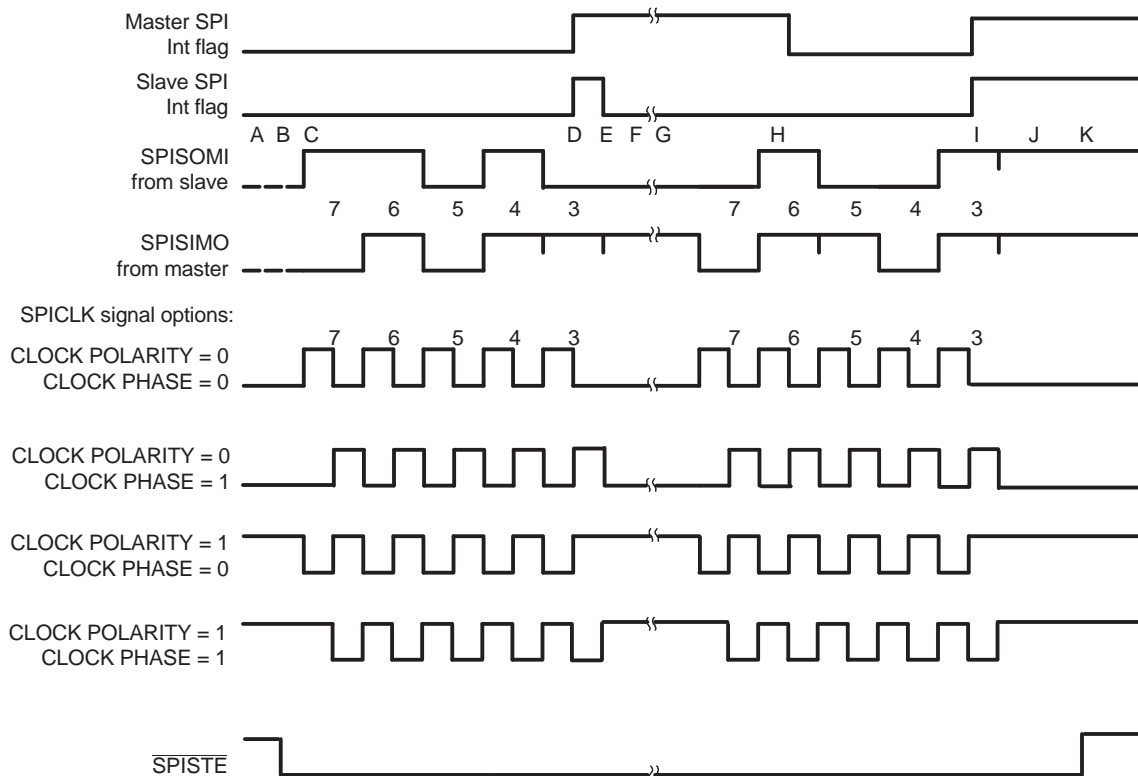 Master SPI
Int flag
Slave SPI
Int flag
A B C D E F G H I J K
SPISOMI
from slave
7 6 5 4 3 7 6 5 4 3
SPISIMO
from master
SPICLK signal options:
7 6 5 4 3 7 6 5 4 3
CLOCK POLARITY = 0
CLOCK PHASE = 0
CLOCK POLARITY = 0
CLOCK PHASE = 1
CLOCK POLARITY = 1
CLOCK PHASE = 0
CLOCK POLARITY = 1
CLOCK PHASE = 1
SPISTE